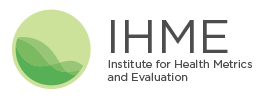 IHME
Institute for Health Metrics
and Evaluation